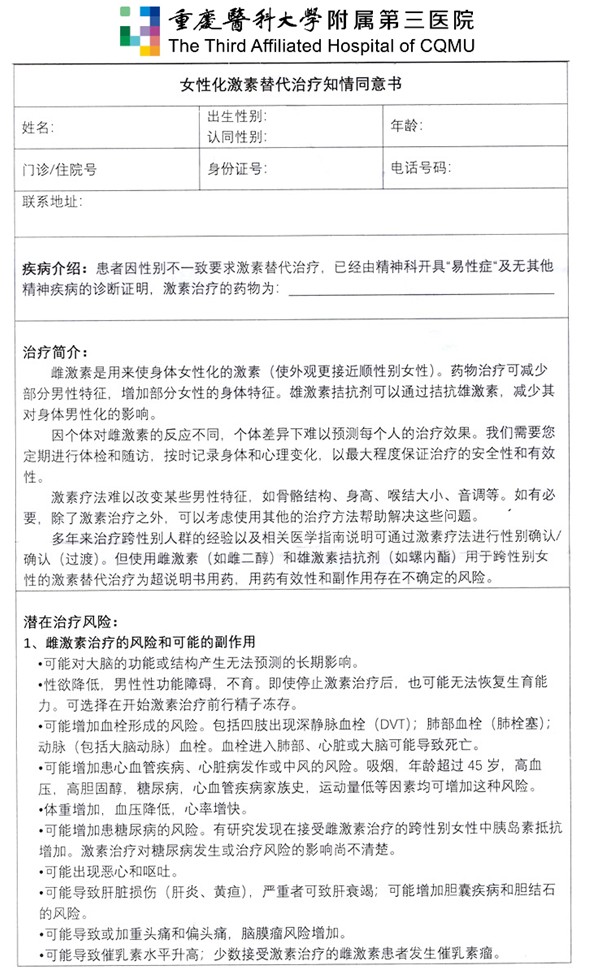 重慶醫科大學附属第三医院
The Third Affiliated Hospital of CQMU
女性化激素替代治疗知情同意书
姓名：
出生性别：
认同性别：
年龄：
门诊/住院号
身份证号：
电话号码：
联系地址：
疾病介绍：患者因性别不一致要求激素替代治疗，已经由精神科开具“易性症“及无其他
精神疾病的诊断证明，激素治疗的药物为：
治疗简介：
雌激素是用来使身体女性化的激素（使外观更接近顺性别女性）。药物治疗可减少
部分男性特征，增加部分女性的身体特征。雄激素拮抗剂可以通过拮抗雄激素，减少其
对身体男性化的影响。
因个体对雌激素的反应不同，个体差异下难以预测每个人的治疗效果。我们需要您
定期进行体检和随访，按时记录身体和心理变化，以最大程度保证治疗的安全性和有效
性。
激素疗法难以改变某些男性特征，如骨骼结构、身高、喉结大小、音调等。如有必
要，除了激素治疗之外，可以考虑使用其他的治疗方法帮助解决这些问题。
多年来治疗跨性别人群的经验以及相关医学指南说明可通过激素疗法进行性别确认/
确认（过渡）。但使用雌激素（如雌二醇）和雄激素拮抗剂（如螺内酯）用于跨性别女
性的激素替代治疗为超说明书用药，用药有效性和副作用存在不确定的风险。
潜在治疗风险：
1、雌激素治疗的风险和可能的副作用
•可能对大脑的功能或结构产生无法预测的长期影响。
•性欲降低，男性性功能障碍，不育。即使停止激素治疗后，也可能无法恢复生育能
力。可选择在开始激素治疗前行精子冻存。
•可能增加血栓形成的风险。包括四肢出现深静脉血栓（DVT）；肺部血栓（肺栓塞）；
动脉（包括大脑动脉）血栓。血栓进入肺部、心脏或大脑可能导致死亡。
•可能增加患心血管疾病、心脏病发作或中风的风险。吸烟，年龄超过 45 岁，高血
压，高胆固醇，糖尿病，心血管疾病家族史，运动量低等因素均可增加这种风险。
•体重增加，血压降低，心率增快。
•可能增加患糖尿病的风险。有研究发现在接受雌激素治疗的跨性别女性中胰岛素抵抗
增加。激素治疗对糖尿病发生或治疗风险的影响尚不清楚。
•可能出现恶心和呕吐。
•可能导致肝脏损伤（肝炎、黄疸），严重者可致肝衰竭；可能增加胆囊疾病和胆结石
的风险。
•可能导致或加重头痛和偏头痛，脑膜瘤风险增加。
•可能导致催乳素水平升高；少数接受激素治疗的雌激素患者发生催乳素瘤。